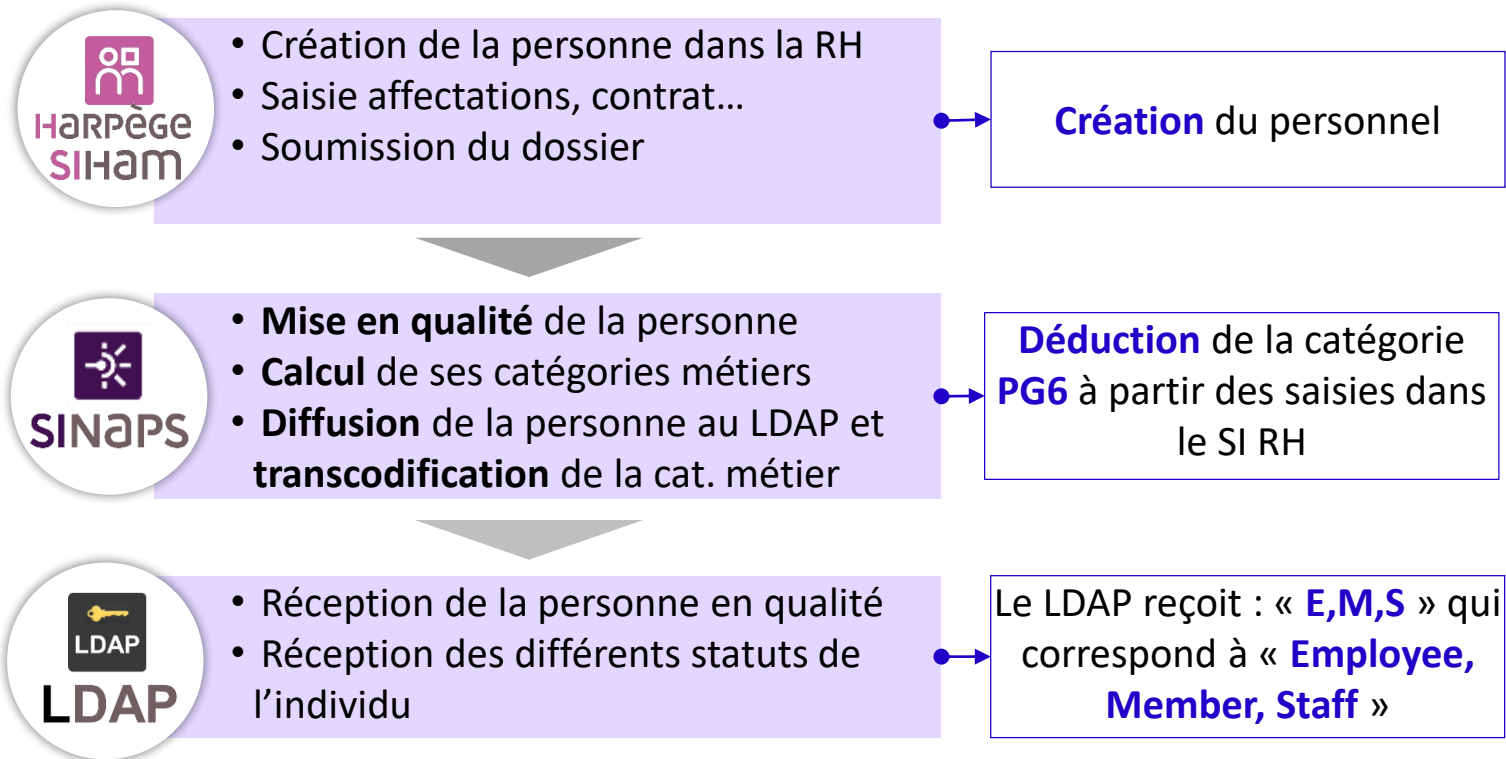 HARPÈGE
SIHAM
• Création de la personne dans la RH
• Saisie affectations, contrat…
• Soumission du dossier
Création du personnel
SINAPS
• Mise en qualité de la personne
• Calcul de ses catégories métiers
• Diffusion de la personne au LDAP et
transcodification de la cat. métier
Déduction de la catégorie
PG6 à partir des saisies dans
le SI RH
LDAP
LDAP
• Réception de la personne en qualité
• Réception des différents statuts de
l’individu
Le LDAP reçoit : « E,M,S » qui
correspond à « Employee,
Member, Staff »